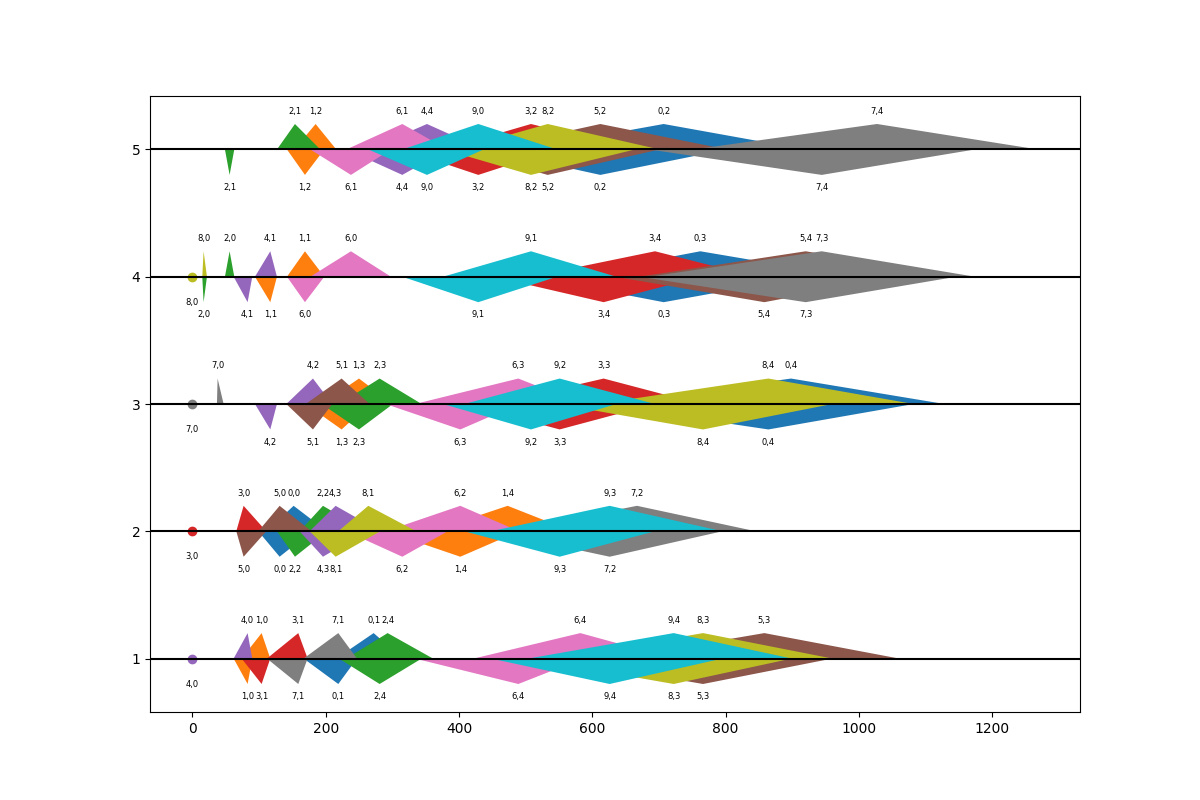 2,1 1,2 6,1 4,4 9,0 3,2 8,2 5,2 0,2 7,4
5
2,1 1,2 6,1 4,4 9,0 3,2 8,2 5,2 0,2 7,4
8,0 2,0 4,1 1,1 6,0 9,1 3,4 0,3 5,4 7,3
4
8,0 2,0 4,1 1,1 6,0 9,1 3,4 0,3 5,4 7,3
7,0 4,2 5,1 1,3 2,3 6,3 9,2 3,3 8,4 0,4
3
7,0 4,2 5,1 1,3 2,3 6,3 9,2 3,3 8,4 0,4
3,0 5,0 0,0 2,2 4,3 8,1 6,2 1,4 9,3 7,2
2
3,0 5,0 0,0 2,2 4,3 8,1 6,2 1,4 9,3 7,2
4,0 1,0 3,1 7,1 0,1 2,4 6,4 9,4 8,3 5,3
1
4,0 1,0 3,1 7,1 0,1 2,4 6,4 9,4 8,3 5,3
0 200 400 600 800 1000 1200